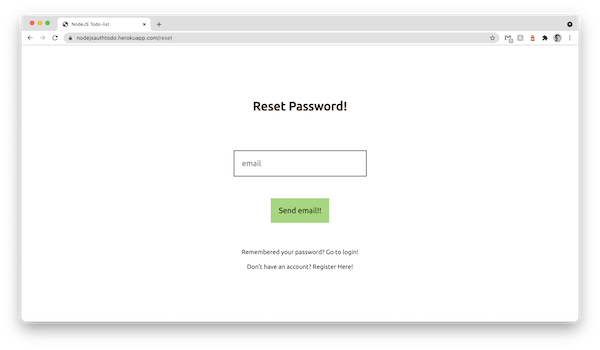 NodeJS Todo-list
nodejsauthtodo.herokuapp.com/reset
Reset Password!
email
Send email!!
Remembered your password? Go to login!
Don't have an account? Register Here!